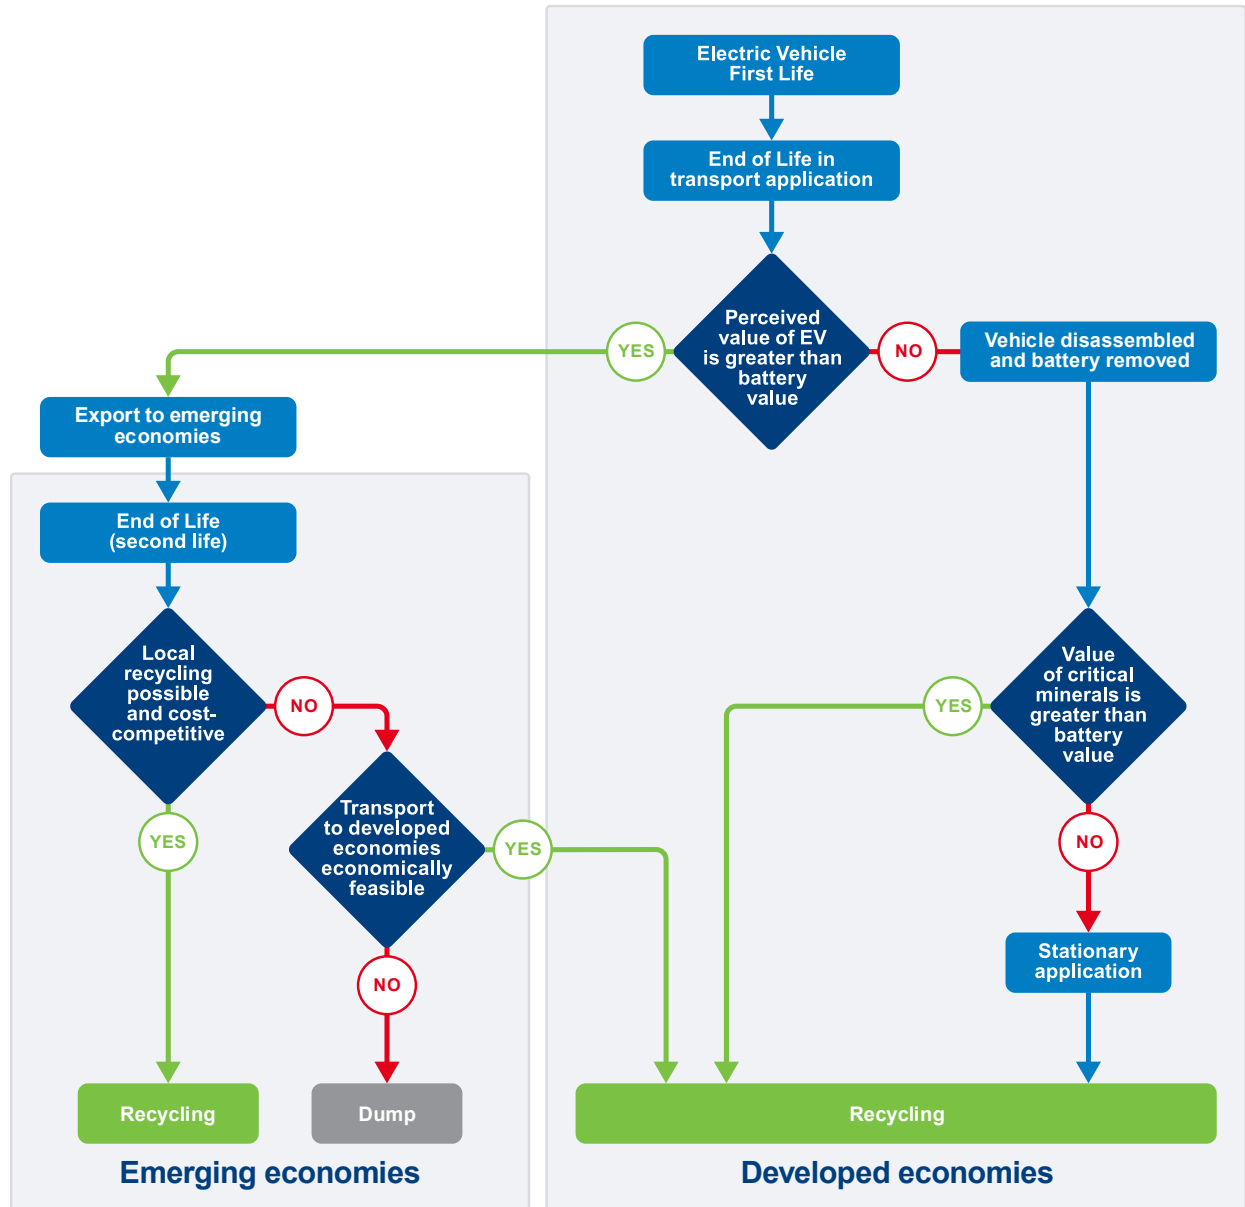 Electric Vehicle
First Life
End of Life in
transport application
Perceived
value of EV
is greater than
battery
value
YES
NO
Vehicle disassembled
and battery removed
Export to emerging
economies
End of Life
(second life)
Local
recycling
possible
and cost-
competitive
NO
YES
Transport
to developed
economies
economically
feasible
YES
NO
Value
of critical
minerals is
greater than
battery
value
YES
NO
Stationary
application
Recycling
Dump
Recycling
Emerging economies
Developed economies